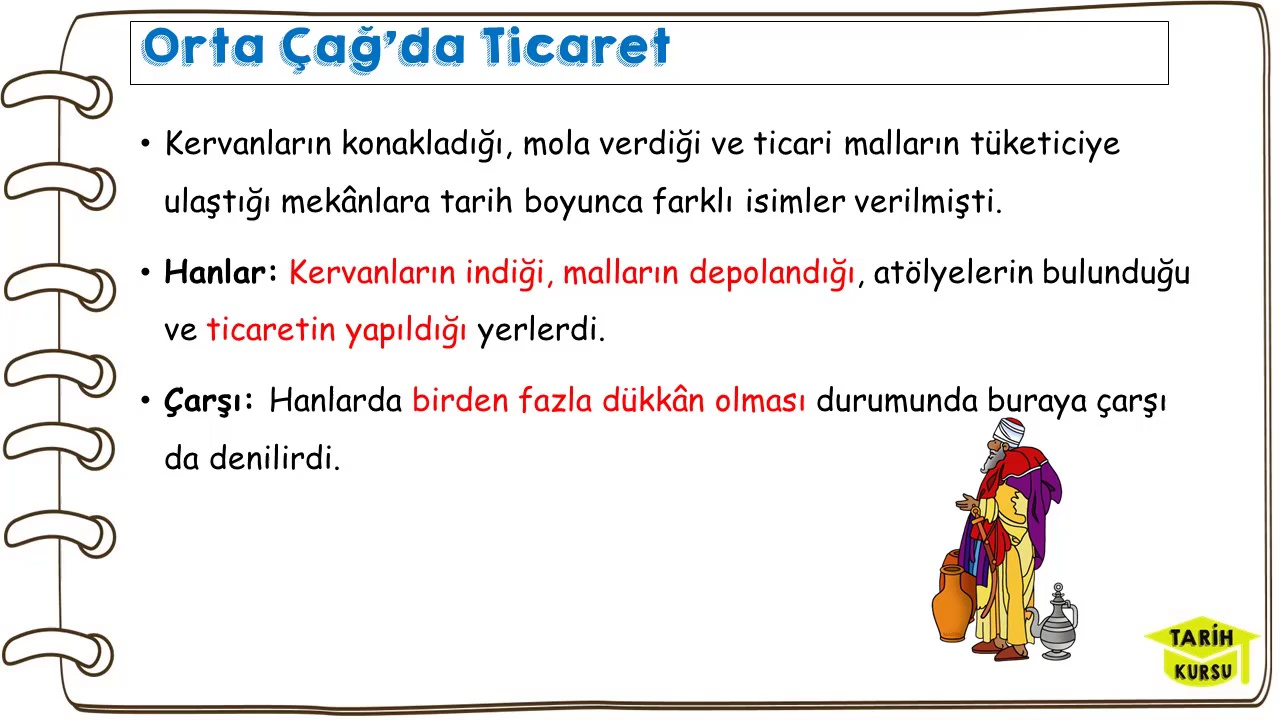 Orta Çağ’da Ticaret
• Kervanların konakladığı, mola verdiği ve ticari malların tüketiciye
ulaştığı mekânlara tarih boyunca farklı isimler verilmişti.
• Hanlar: Kervanların indiği, malların depolandığı, atölyelerin bulunduğu
ve ticaretin yapıldığı yerlerdi.
• Çarşı: Hanlarda birden fazla dükkân olması durumunda buraya çarşı
da denilirdi.
TARİH
KURSU